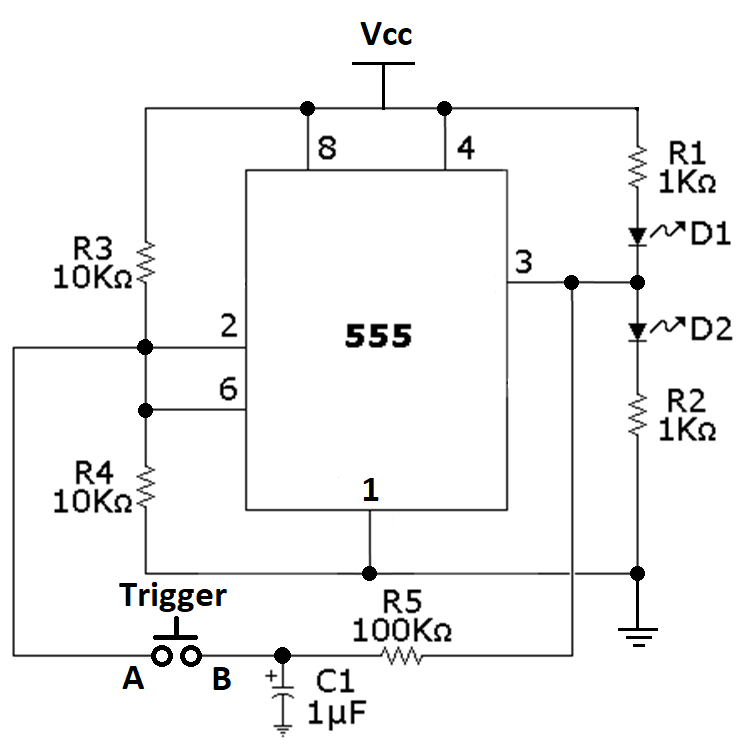 Vcc
8
4
R1
1KΩ
D1
R3
10KΩ
3
2
555
D2
6
R2
1KΩ
R4
10KΩ
1
Trigger
R5
100KΩ
A
B
+
C1
1µF